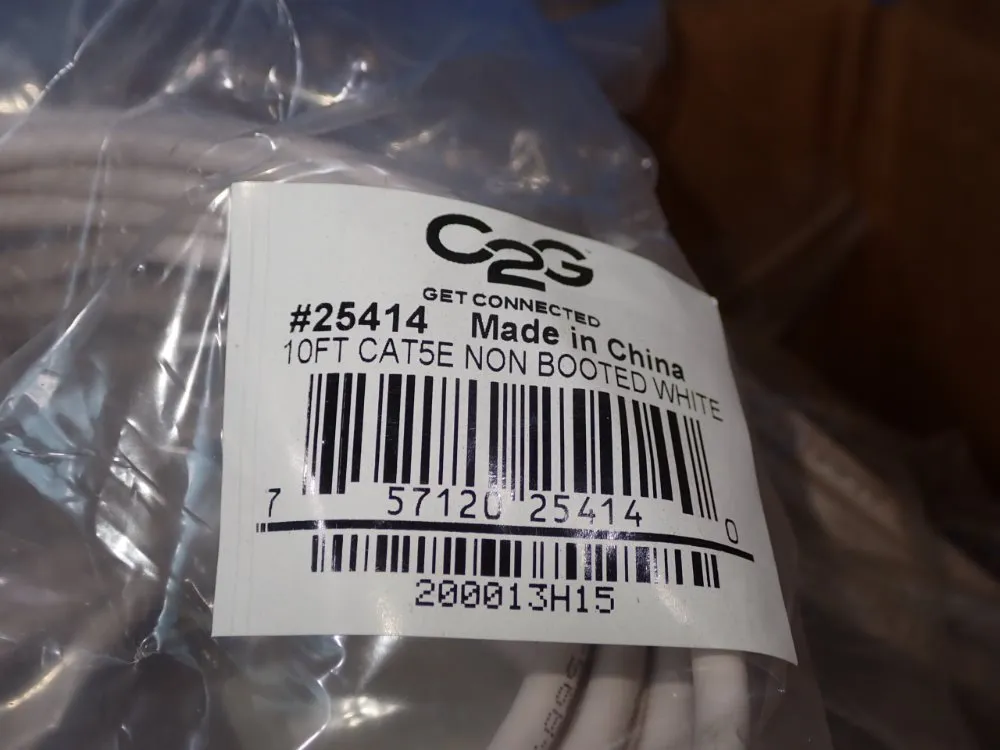 C2G
GET CONNECTED
#25414 Made in China
10FT CAT5E NON BOOTED WHITE
7 57120 25414 0
200013H15